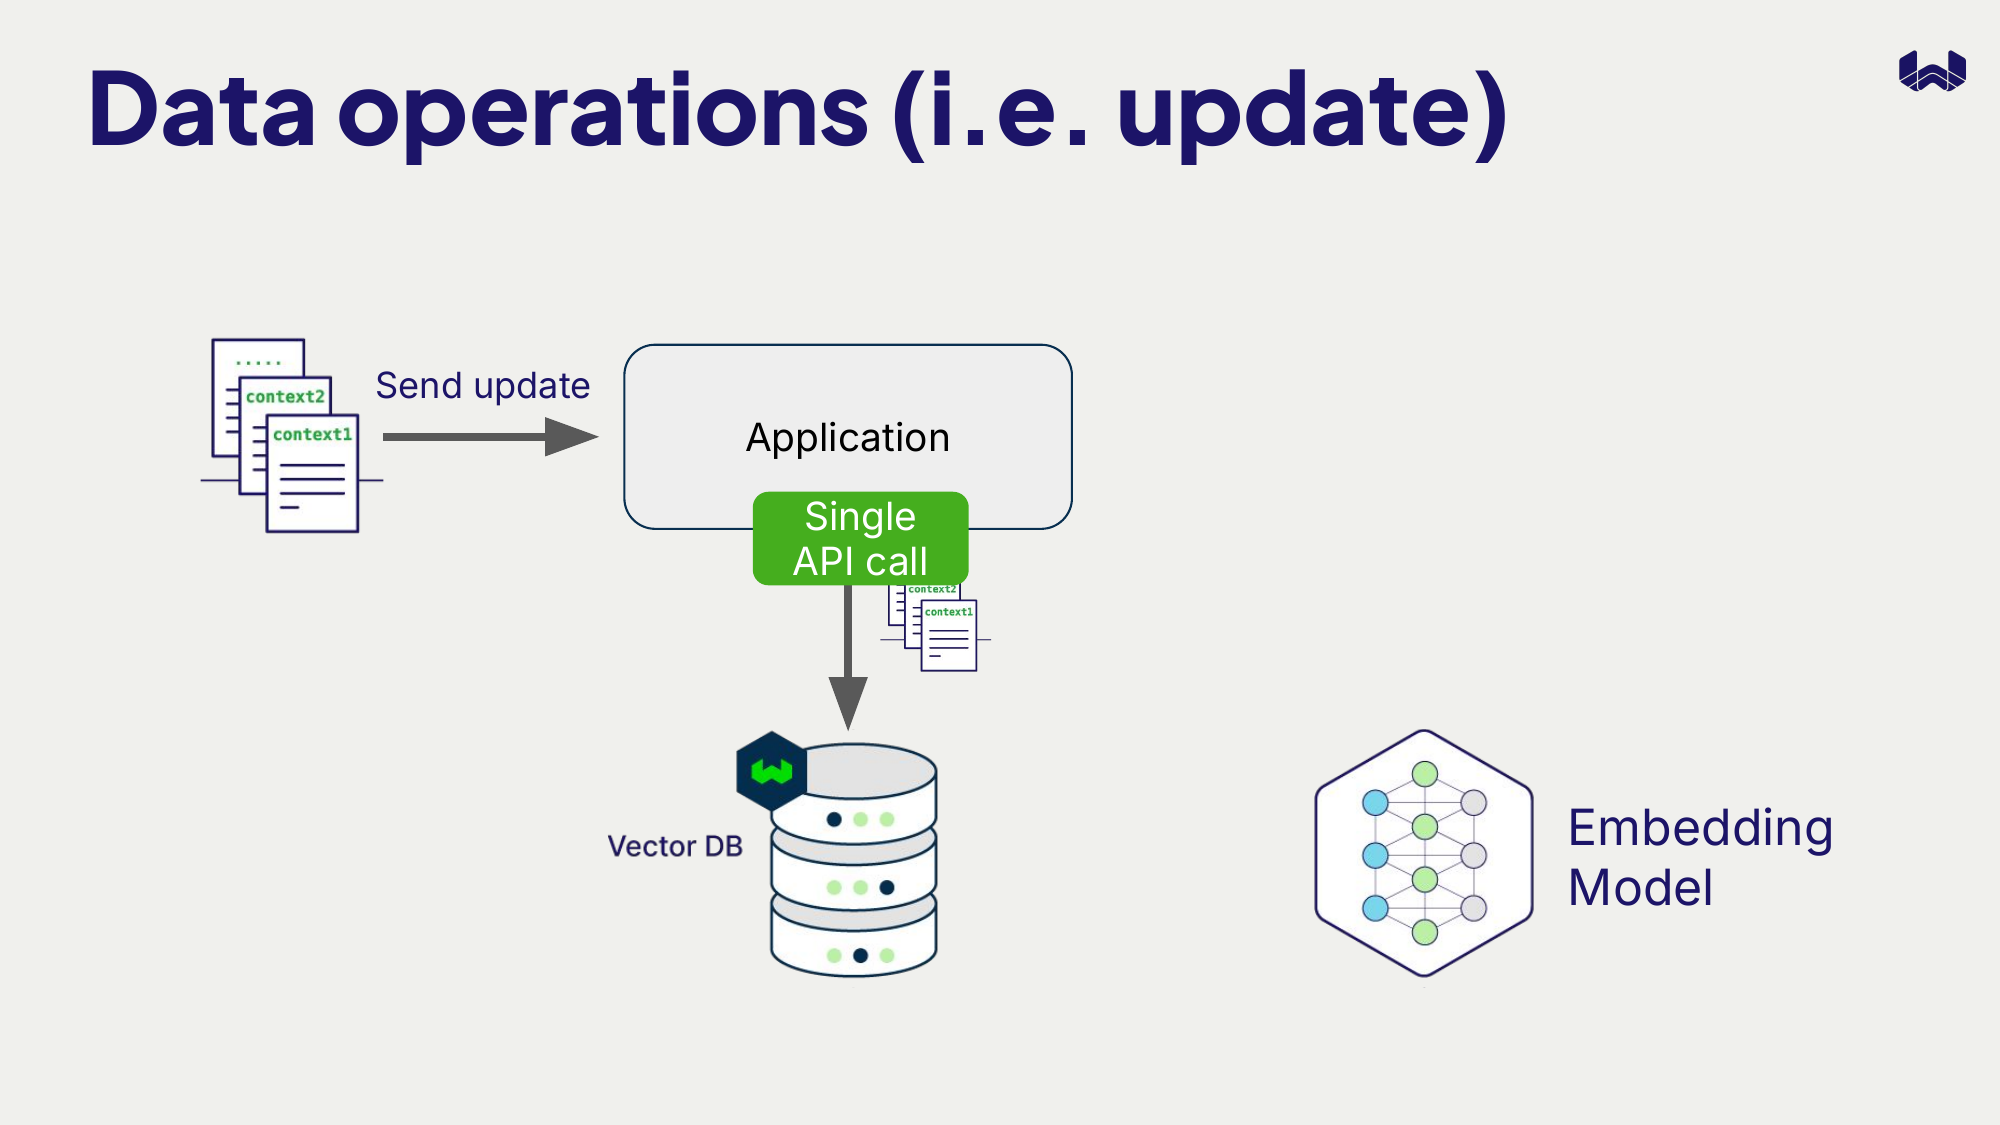 Data operations (i.e. update)
.....
context2
context1
Send update
Application
Single
API call
context2
context1
Vector DB
Embedding
Model